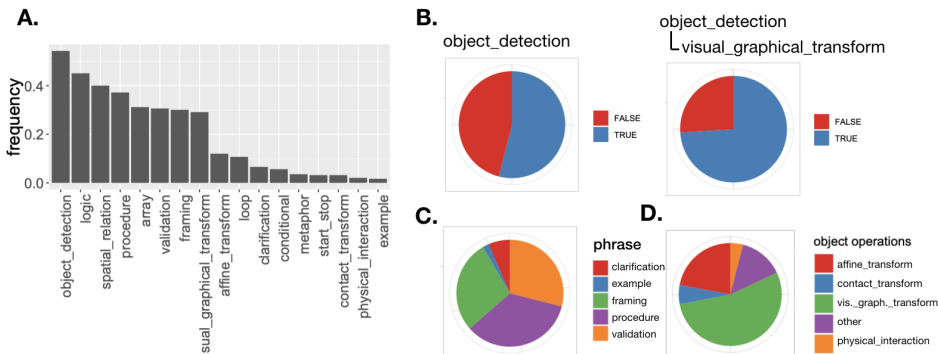 A.
frequency
0.4
0.2
0.0
object_detection
logic
spatial_relation
procedure
array
validation
framing
sual_graphical_transform
affine_transform
loop
clarification
conditional
metaphor
start_stop
contact_transform
physical_interaction
example
B.
object_detection
FALSE
TRUE
object_detection
visual_graphical_transform
FALSE
TRUE
C.
phrase
clarification
example
framing
procedure
validation
D.
object operations
affine_transform
contact_transform
vis._graph._transform
other
physical_interaction